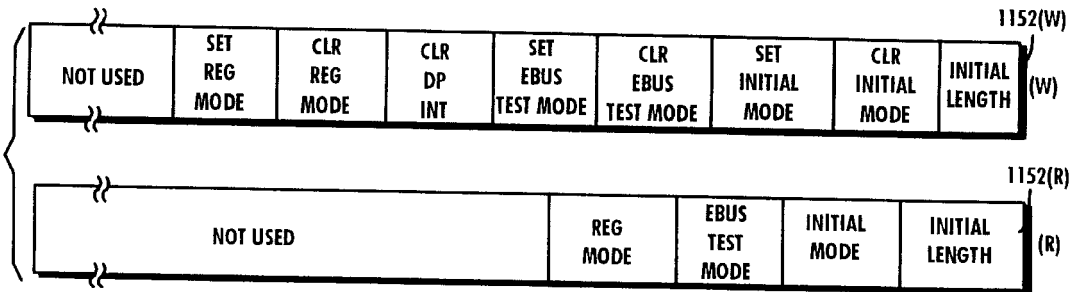 1152(W)
NOT USED
SET REG MODE
CLR REG MODE
CLR DP INT
SET EBUS TEST MODE
CLR EBUS TEST MODE
SET INITIAL MODE
CLR INITIAL MODE
INITIAL LENGTH
(W)
1152(R)
NOT USED
REG MODE
EBUS TEST MODE
INITIAL MODE
INITIAL LENGTH
(R)